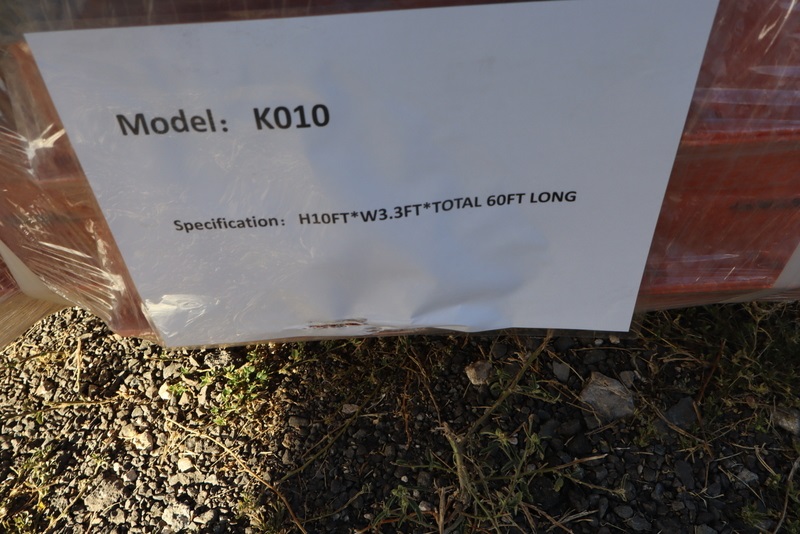 Model： K010
Specification： H10FT*W3.3FT*TOTAL 60FT LONG